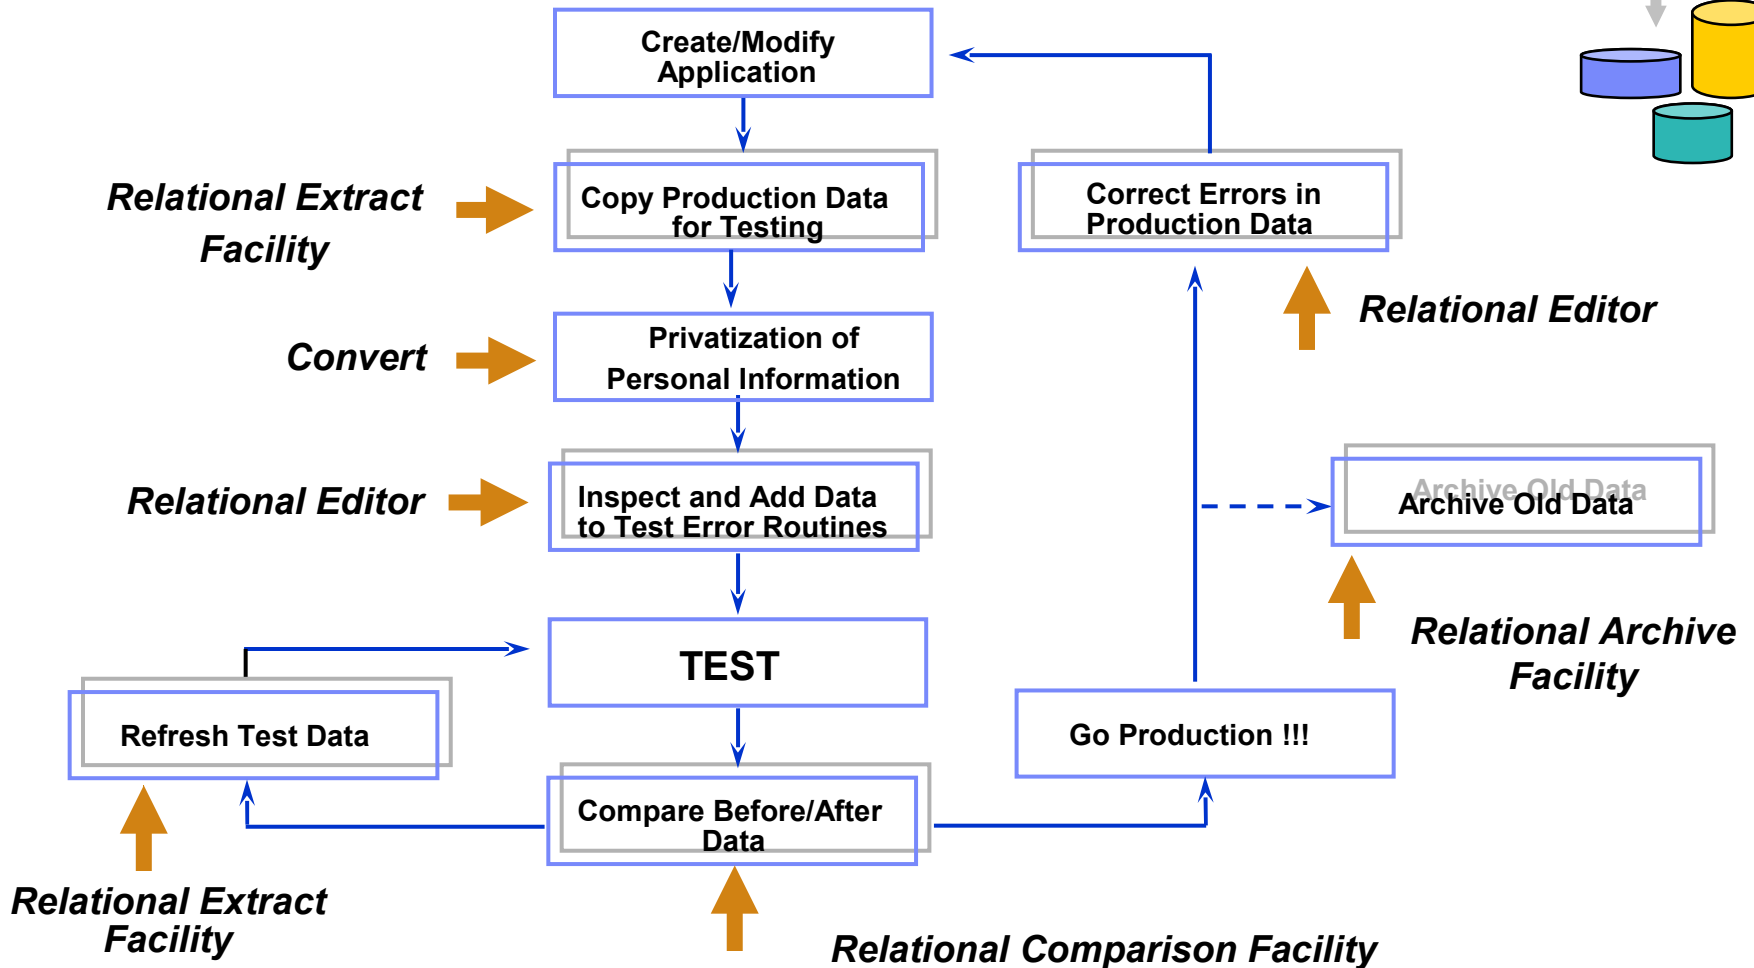 Create/Modify
Application
Relational Extract
Facility
Copy Production Data
for Testing
Correct Errors in
Production Data
Relational Editor
Convert
Privatization of
Personal Information
Relational Editor
Inspect and Add Data
to Test Error Routines
Archive Old Data
Archive Old Data
Relational Archive
Facility
TEST
Refresh Test Data
Go Production !!!
Compare Before/After
Data
Relational Extract
Facility
Relational Comparison Facility